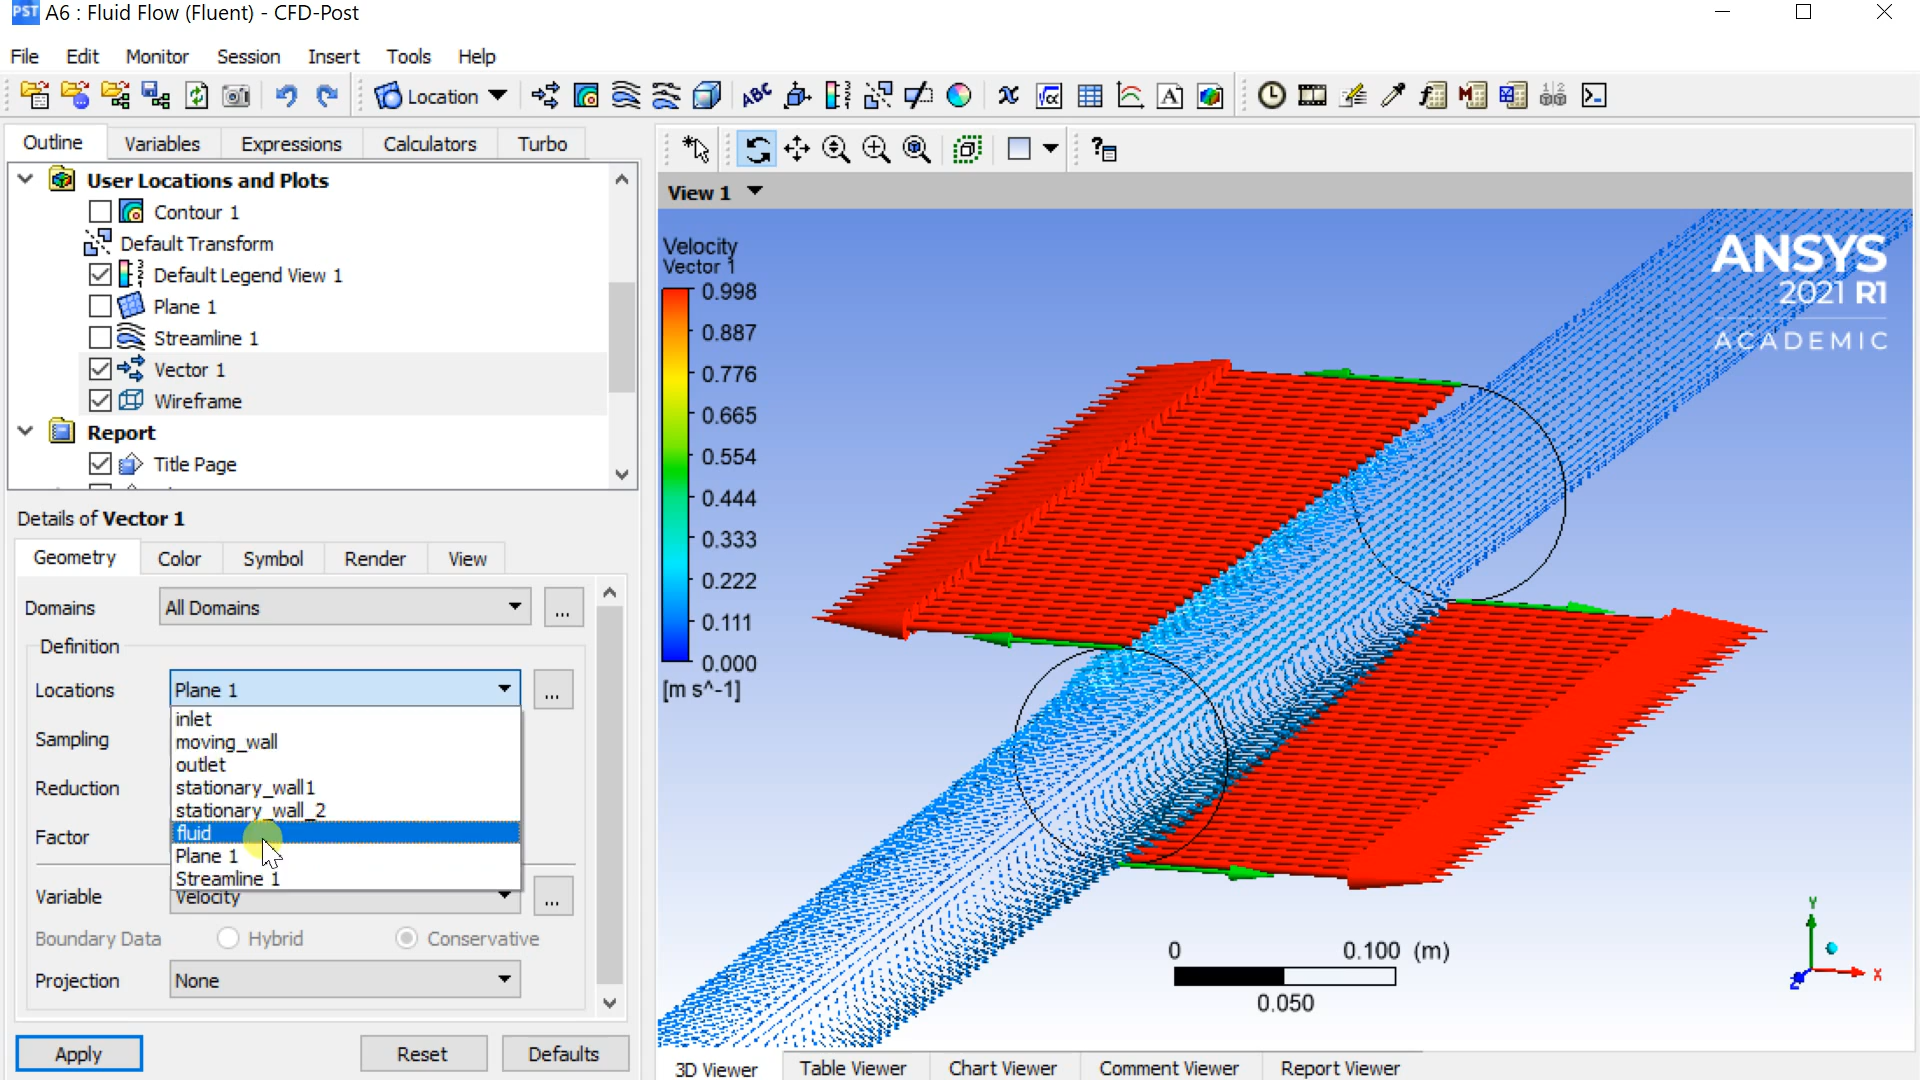 PST A6 : Fluid Flow (Fluent) - CFD-Post
File Edit Monitor Session Insert Tools Help
Location
Outline Variables Expressions Calculators Turbo
User Locations and Plots
Contour 1
Default Transform
Default Legend View 1
Plane 1
Streamline 1
Vector 1
Wireframe
Report
Title Page
Details of Vector 1
Geometry Color Symbol Render View
Domains All Domains ...
Definition
Locations Plane 1 ...
inlet
moving_wall
Sampling
outlet
stationary_wall1
Reduction
stationary_wall_2
fluid
Factor
Plane 1
Streamline 1
Variable Velocity ...
Boundary Data Hybrid Conservative
Projection None
Apply Reset Defaults
View 1
Velocity
Vector 1
0.998
0.887
0.776
0.665
0.554
0.444
0.333
0.222
0.111
0.000
[m s^-1]
ANSYS
2021 R1
ACADEMIC
0 0.100 (m)
0.050
Y
X
Z
3D Viewer Table Viewer Chart Viewer Comment Viewer Report Viewer